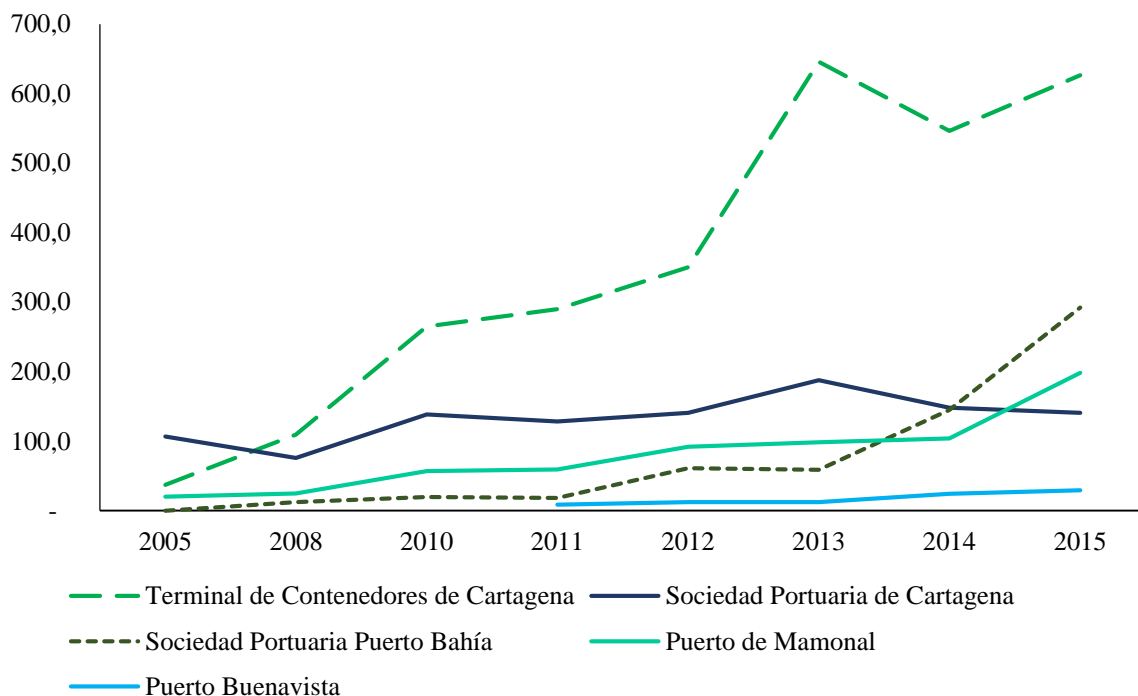 700,0
600,0
500,0
400,0
300,0
200,0
100,0
-
2005 2008 2010 2011 2012 2013 2014 2015
Terminal de Contenedores de Cartagena Sociedad Portuaria de Cartagena
Sociedad Portuaria Puerto Bahía Puerto de Mamonal
Puerto Buenavista